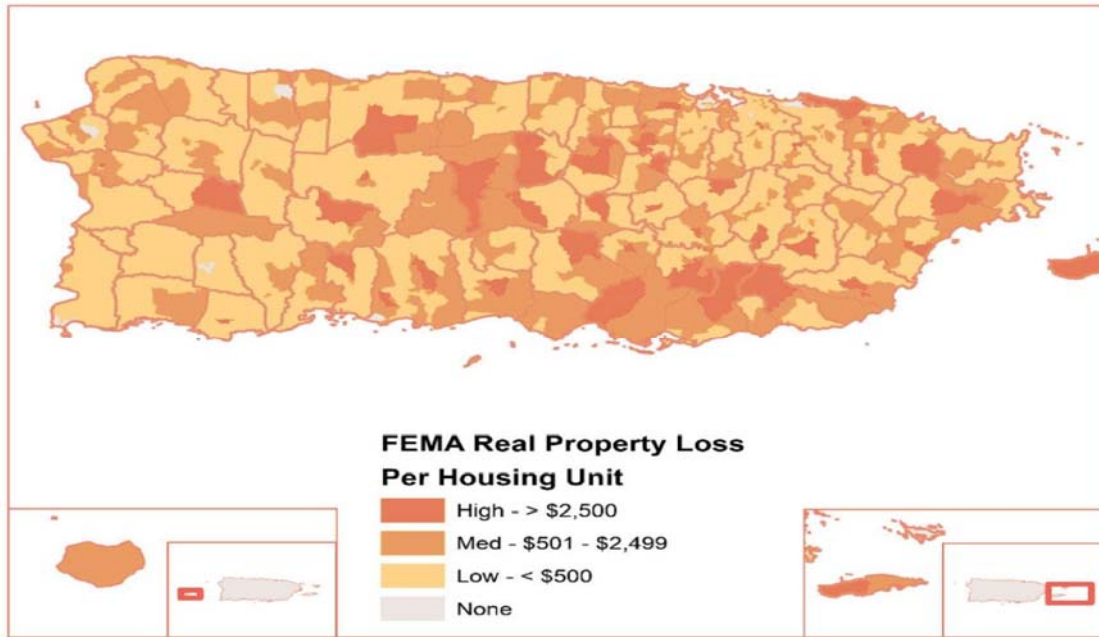 FEMA Real Property Loss
Per Housing Unit
High - > $2,500
Med - $501 - $2,499
Low - < $500
None